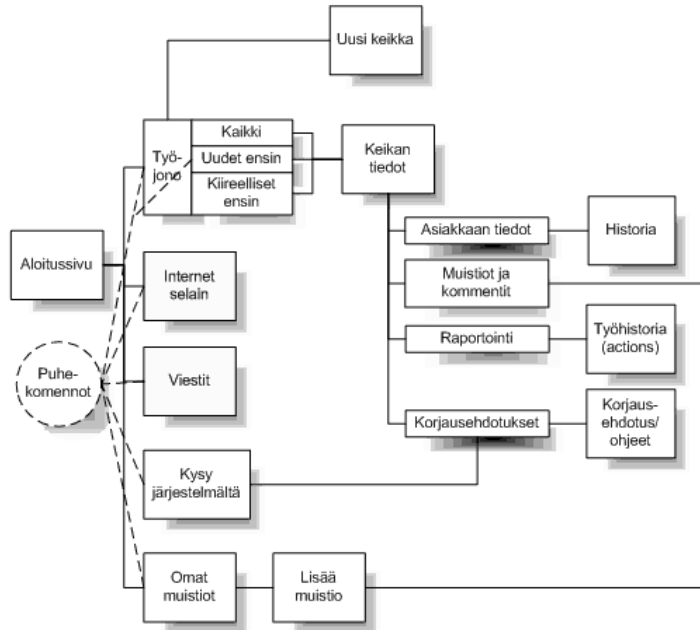 Uusi keikka
Työ-
jono
Kaikki
Uudet ensin
Kiireelliset
ensin
Keikan
tiedot
Asiakkaan tiedot
Historia
Aloitussivu
Internet
selain
Muistiot ja
kommentit
Raportointi
Työhistoria
(actions)
Puhe-
komennot
Viestit
Korjausehdotukset
Korjaus-
ehdotus/
ohjeet
Kysy
järjestelmältä
Omat
muistiot
Lisää
muistio